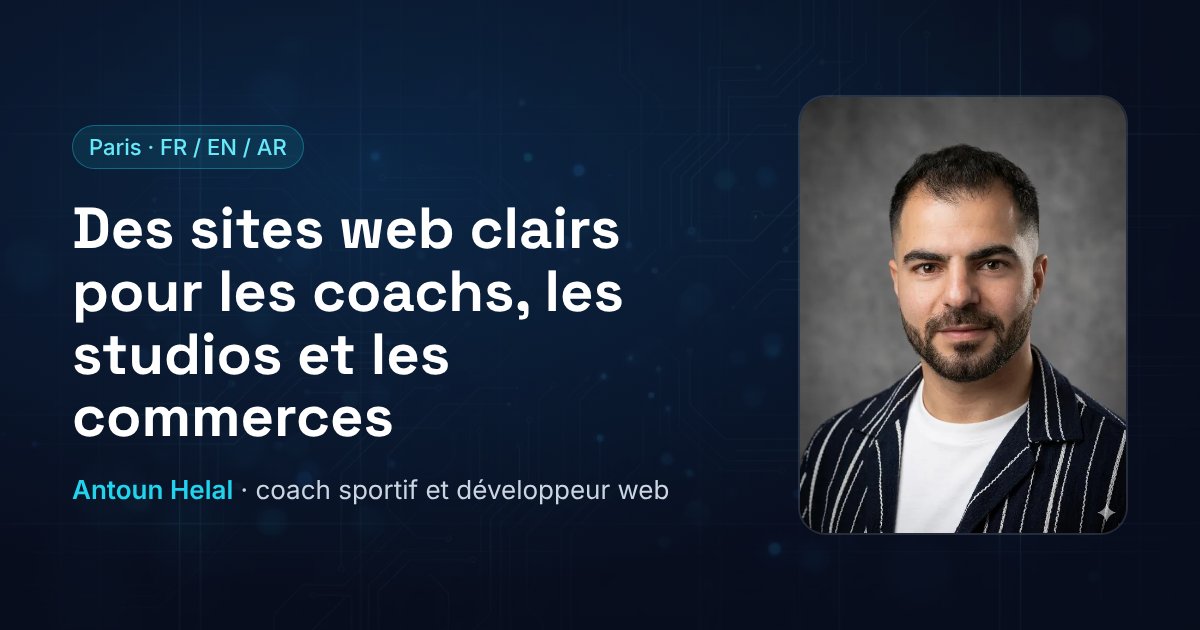 Paris · FR / EN / AR
Des sites web clairs
pour les coachs, les
studios et les
commerces
Antoun Helal · coach sportif et développeur web